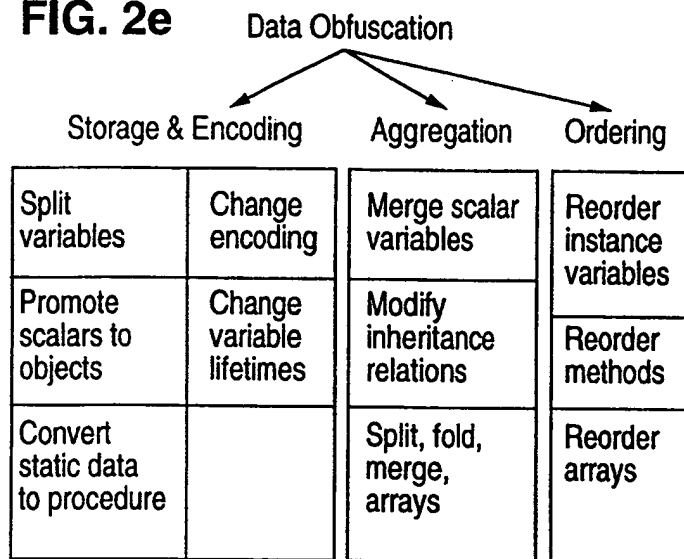 FIG. 2e
Data Obfuscation
Storage & Encoding
Aggregation
Ordering
Split
variables
Change
encoding
Merge scalar
variables
Reorder
instance
variables
Promote
scalars to
objects
Change
variable
lifetimes
Modify
inheritance
relations
Reorder
methods
Convert
static data
to procedure
Split, fold,
merge,
arrays
Reorder
arrays